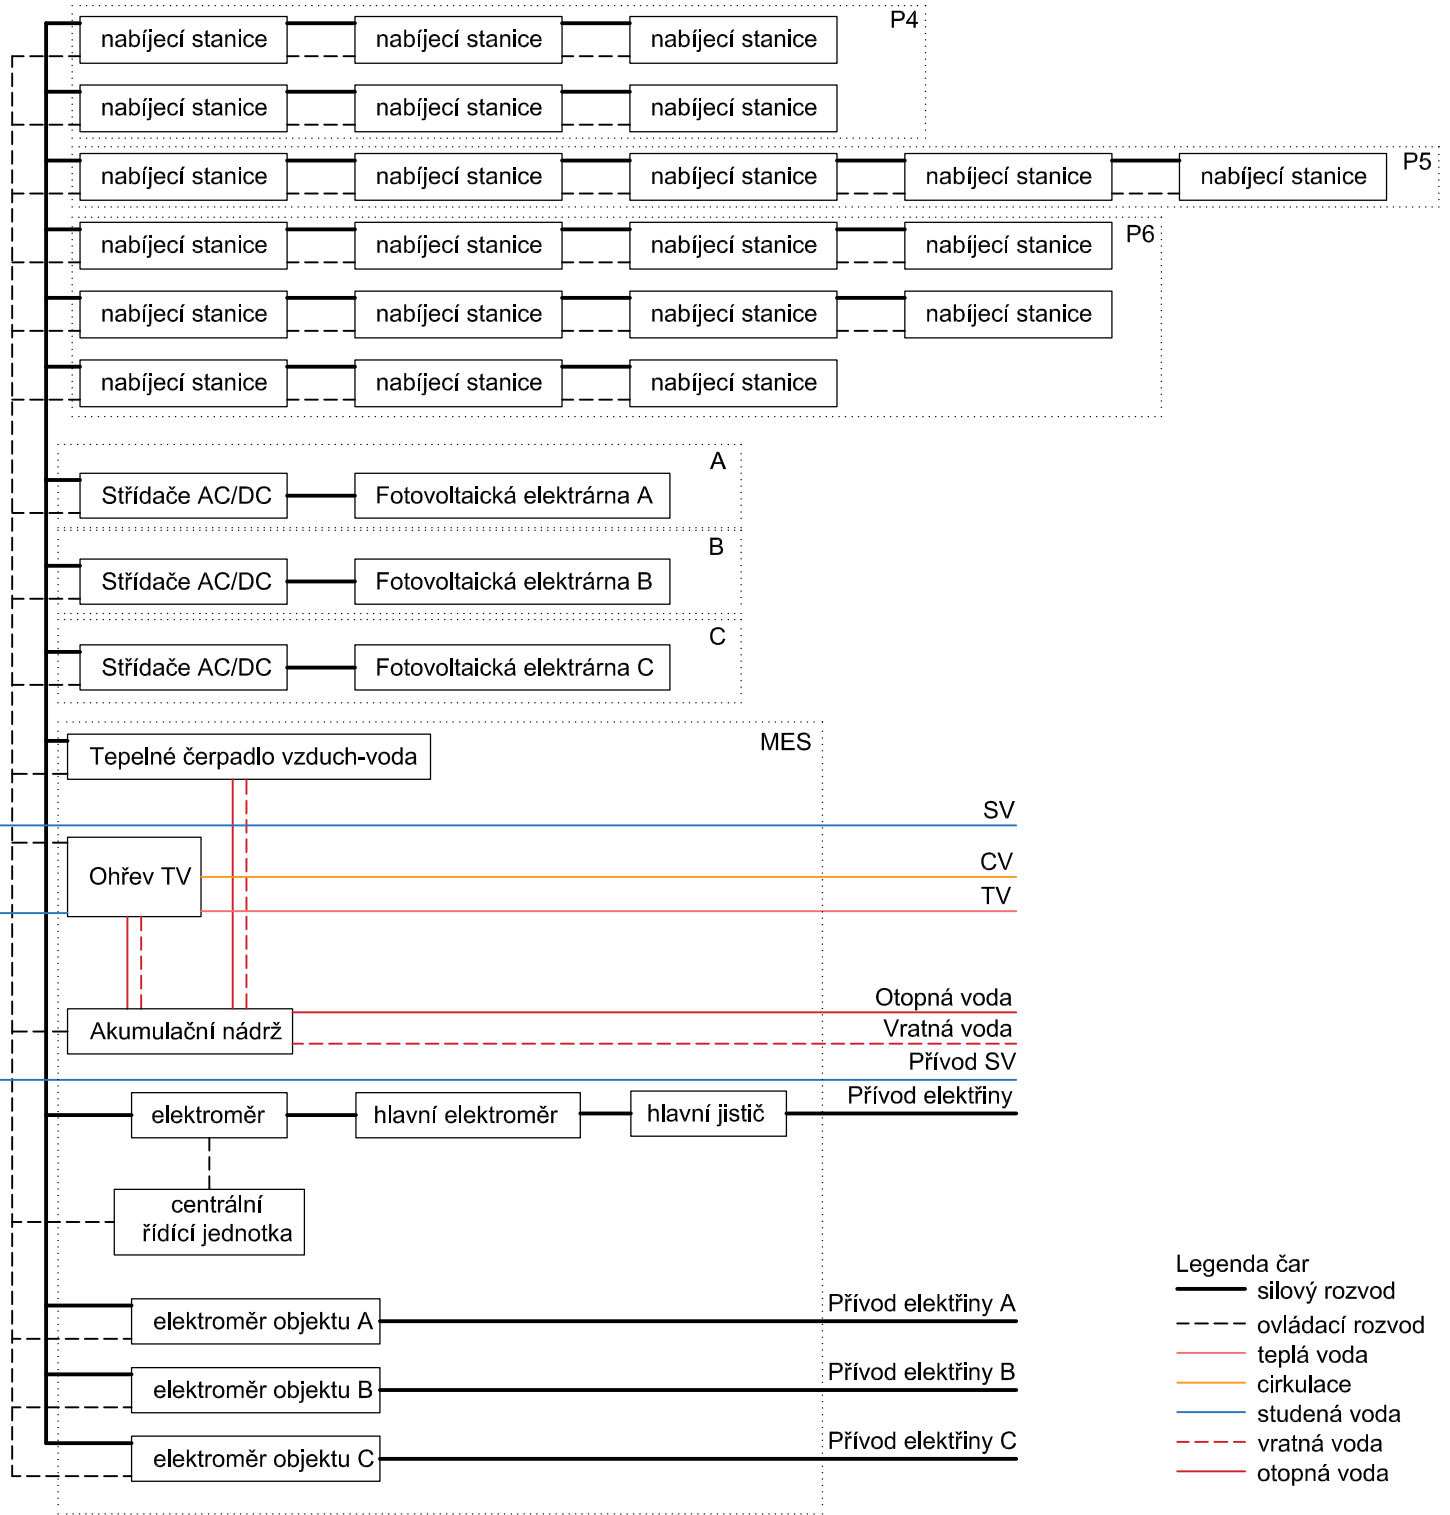 P4
nabíjecí stanice nabíjecí stanice nabíjecí stanice
nabíjecí stanice nabíjecí stanice nabíjecí stanice
P5
nabíjecí stanice nabíjecí stanice nabíjecí stanice nabíjecí stanice nabíjecí stanice
P6
nabíjecí stanice nabíjecí stanice nabíjecí stanice nabíjecí stanice
nabíjecí stanice nabíjecí stanice nabíjecí stanice nabíjecí stanice
nabíjecí stanice nabíjecí stanice nabíjecí stanice
A
Střídače AC/DC Fotovoltaická elektrárna A
B
Střídače AC/DC Fotovoltaická elektrárna B
C
Střídače AC/DC Fotovoltaická elektrárna C
MES
Tepelné čerpadlo vzduch-voda
SV
CV
Ohřev TV
TV
Otopná voda
Vratná voda
Akumulační nádrž
Přívod SV
Přívod elektřiny
elektroměr hlavní elektroměr hlavní jistič
centrální
řídící jednotka
Přívod elektřiny A
elektroměr objektu A
Přívod elektřiny B
elektroměr objektu B
Přívod elektřiny C
elektroměr objektu C
Legenda čar
silový rozvod
ovládací rozvod
teplá voda
cirkulace
studená voda
vratná voda
otopná voda